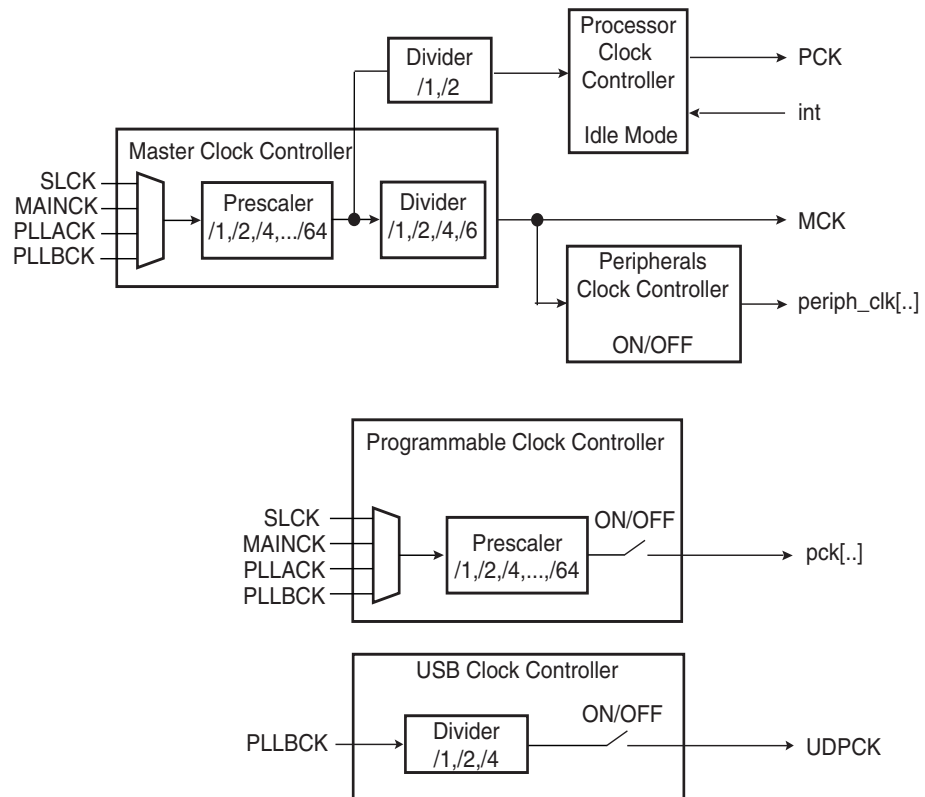 Processor
Clock
Controller
Idle Mode
Divider
/1,/2
PCK
int
Master Clock Controller
SLCK
MAINCK
PLLACK
PLLBCK
Prescaler
/1,/2,/4,.../64
Divider
/1,/2,/4,/6
MCK
Peripherals
Clock Controller
ON/OFF
periph_clk[..]
Programmable Clock Controller
SLCK
MAINCK
PLLACK
PLLBCK
Prescaler
/1,/2,/4,...,/64
ON/OFF
pck[..]
USB Clock Controller
PLLBCK
Divider
/1,/2,/4
ON/OFF
UDPCK